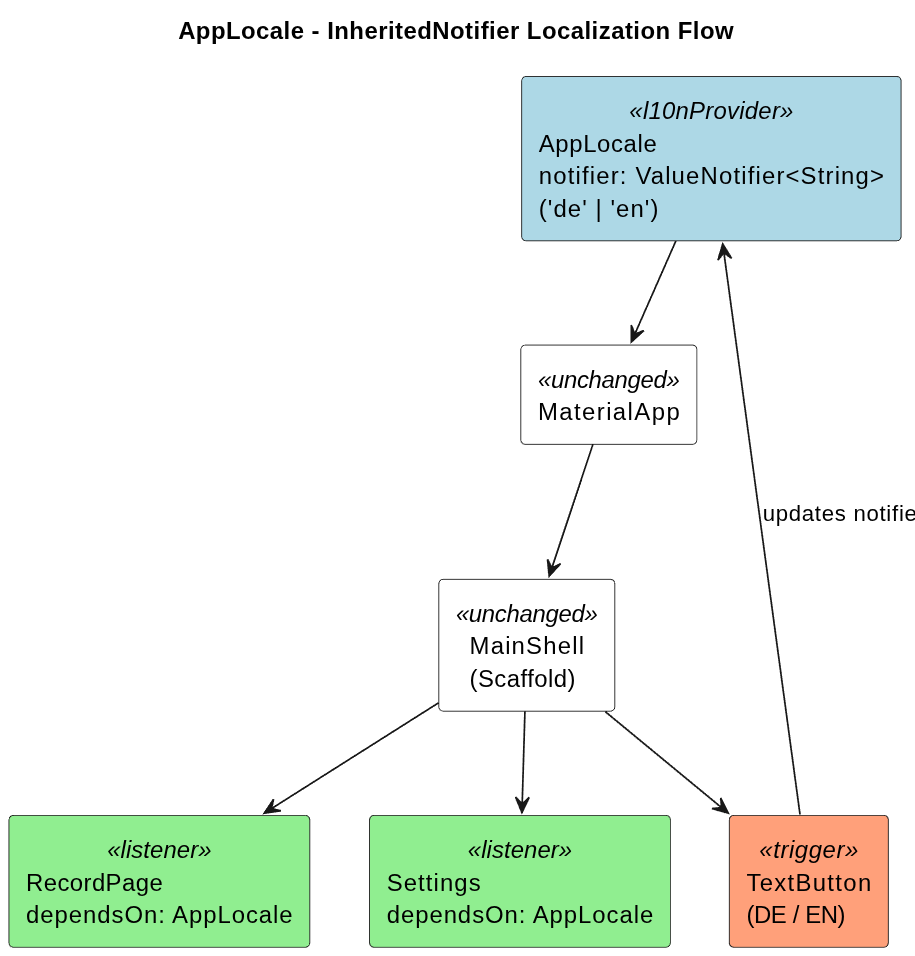 AppLocale - InheritedNotifier Localization Flow
«l10nProvider»
AppLocale
notifier: ValueNotifier<String>
('de' | 'en')
«unchanged»
MaterialApp
updates notifie
«unchanged»
MainShell
(Scaffold)
«listener»
RecordPage
dependsOn: AppLocale
«listener»
Settings
dependsOn: AppLocale
«trigger»
TextButton
(DE / EN)